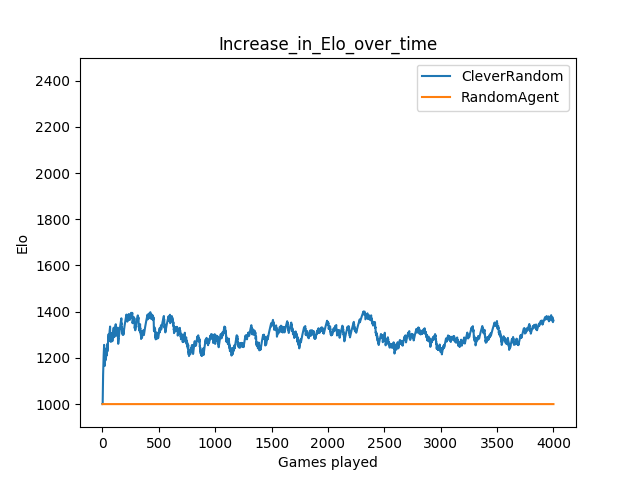 Increase_in_Elo_over_time
CleverRandom
RandomAgent
2400
2200
2000
1800
1600
1400
1200
1000
Elo
0 500 1000 1500 2000 2500 3000 3500 4000
Games played